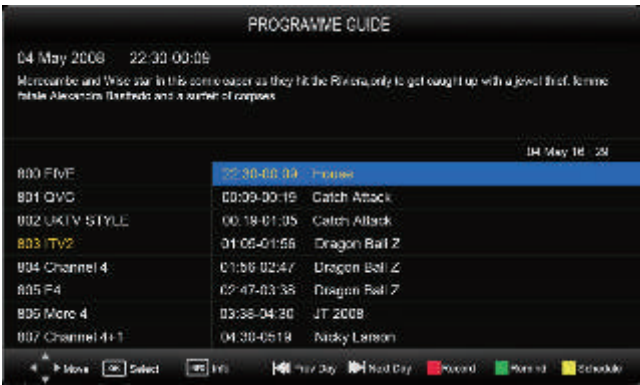 PROGRAMME GUIDE
04 May 2008 22:30-00:09
Morecambe and Wise star in this comic caper as they hit the Riviera,only to get caught up with a jewel thief, femme
fatale Alexandra Bastedo and a surfeit of corpses
04 May 16 : 29
800 FIVE 22:30-00:09 House
801 QVC 00:09-00:19 Catch Attack
802 UKTV STYLE 00:19-01:05 Catch Attack
803 ITV2 01:05-01:56 Dragon Ball Z
804 Channel 4 01:56-02:47 Dragon Ball Z
805 E4 02:47-03:38 Dragon Ball Z
806 More 4 03:38-04:30 JT 2008
807 Channel 4+1 04:30-0519 Nicky Larson
Move OK Select Info Prev Day Next Day Record Remind Schedule